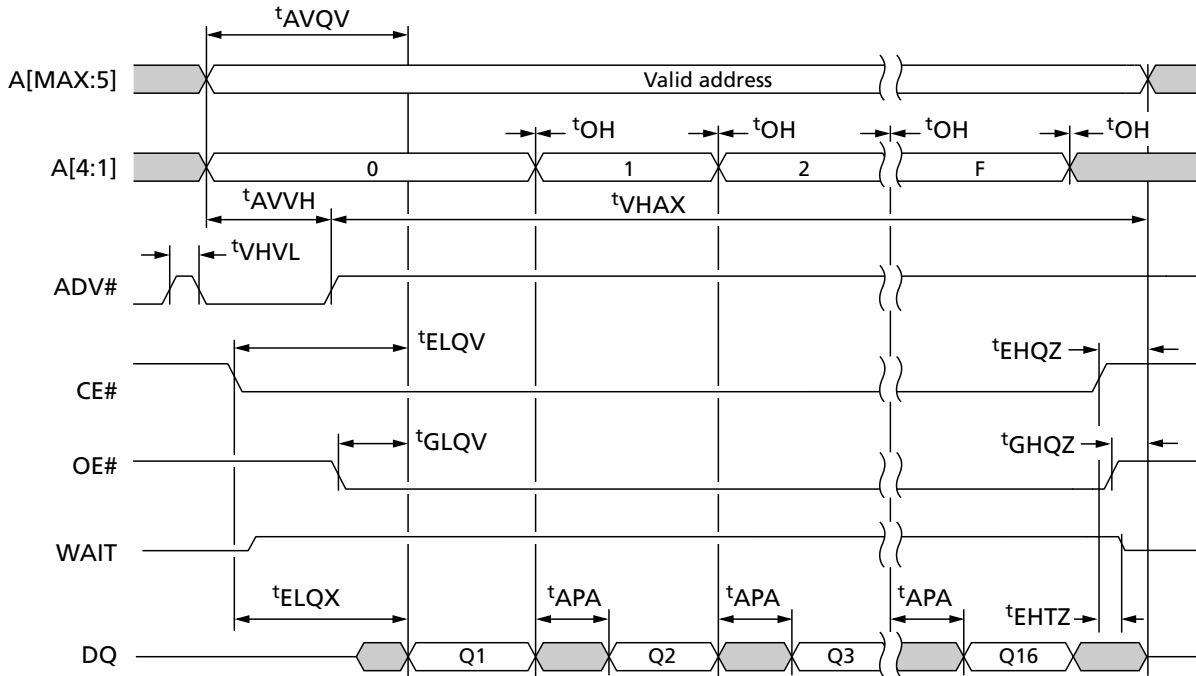 tAVQV
A[MAX:5] Valid address
tOH tOH tOH tOH
A[4:1] 0 1 2 F
tAVVH tVHAX
tVHVL
ADV#
tELQV tEHQZ
CE#
tGLQV tGHQZ
OE#
WAIT
tELQX tAPA tAPA tAPA tEHTZ
DQ Q1 Q2 Q3 Q16